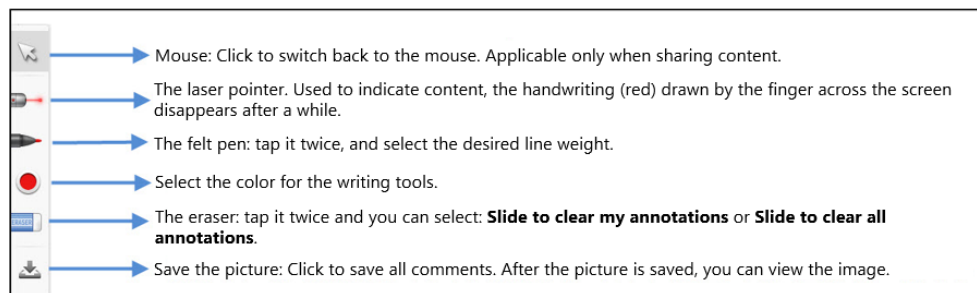 Mouse: Click to switch back to the mouse. Applicable only when sharing content.
The laser pointer. Used to indicate content, the handwriting (red) drawn by the finger across the screen
disappears after a while.
The felt pen: tap it twice, and select the desired line weight.
Select the color for the writing tools.
The eraser: tap it twice and you can select: Slide to clear my annotations or Slide to clear all
annotations.
Save the picture: Click to save all comments. After the picture is saved, you can view the image.